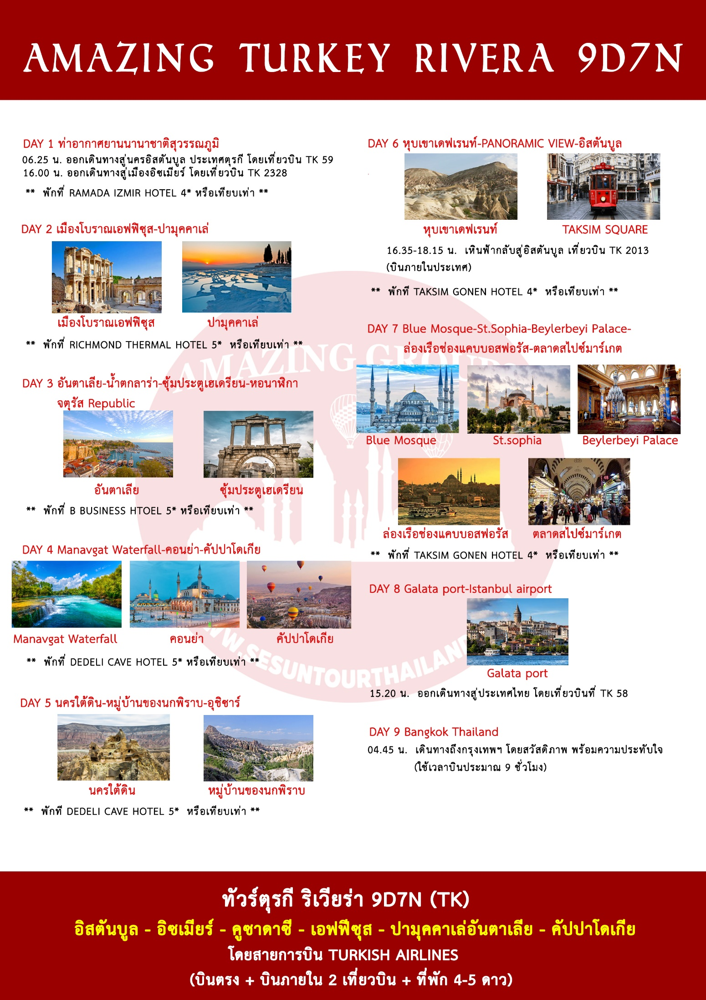 AMAZING TURKEY RIVERA 9D7N
DAY 1 ท่าอากาศยานนานาชาติสุวรรณภูมิ
06.25 น. ออกเดินทางสู่นครอิสตันบูล ประเทศตุรกี โดยเที่ยวบิน TK 59
16.00 น. ออกเดินทางสู่เมืองอิซเมียร์ โดยเที่ยวบิน TK 2328
** พักที่ RAMADA IZMIR HOTEL 4* หรือเทียบเท่า **
DAY 2 เมืองโบราณเอฟฟิซุส-ปามุคคาเล่
เมืองโบราณเอฟฟิซุส
ปามุคคาเล่
** พักที่ RICHMOND THERMAL HOTEL 5* หรือเทียบเท่า **
DAY 3 อันตาเลีย-น้ำตกลาร่า-ซุ้มประตูเฮเดรียน-หอนาฬิกา
จตุรัส Republic
อันตาเลีย
ซุ้มประตูเฮเดรียน
** พักที่ B BUSINESS HTOEL 5* หรือเทียบเท่า **
DAY 4 Manavgat Waterfall-คอนย่า-คัปปาโดเกีย
Manavgat Waterfall
คอนย่า
คัปปาโดเกีย
** พักที่ DEDELI CAVE HOTEL 5* หรือเทียบเท่า **
DAY 5 นครใต้ดิน-หมู่บ้านของนกพิราบ-อุชิซาร์
นครใต้ดิน
หมู่บ้านของนกพิราบ
** พักที DEDELI CAVE HOTEL 5* หรือเทียบเท่า **
DAY 6 หุบเขาเดฟเรนท์-PANORAMIC VIEW-อิสตันบูล
หุบเขาเดฟเรนท์
TAKSIM SQUARE
16.35-18.15 น. เหินฟ้ากลับสู่อิสตันบูล เที่ยวบิน TK 2013
(บินภายในประเทศ)
** พักที TAKSIM GONEN HOTEL 4* หรือเทียบเท่า **
DAY 7 Blue Mosque-St.Sophia-Beylerbeyi Palace-
ล่องเรือช่องแคบบอสฟอรัส-ตลาดสไปซ์มาร์เกต
Blue Mosque
St.sophia
Beylerbeyi Palace
ล่องเรือช่องแคบบอสฟอรัส
ตลาดสไปซ์มาร์เกต
** พักที่ TAKSIM GONEN HOTEL 4* หรือเทียบเท่า **
DAY 8 Galata port-Istanbul airport
Galata port
15.20 น. ออกเดินทางสู่ประเทศไทย โดยเที่ยวบินที่ TK 58
DAY 9 Bangkok Thailand
04.45 น. เดินทางถึงกรุงเทพฯ โดยสวัสดิภาพ พร้อมความประทับใจ
(ใช้เวลาบินประมาณ 9 ชั่วโมง)
ทัวร์ตุรกี ริเวียร่า 9D7N (TK)
อิสตันบูล - อิซเมียร์ - คูซาดาซี - เอฟฟีซุส - ปามุคคาเล่อันตาเลีย - คัปปาโดเกีย
โดยสายการบิน TURKISH AIRLINES
(บินตรง + บินภายใน 2 เที่ยวบิน + ที่พัก 4-5 ดาว)